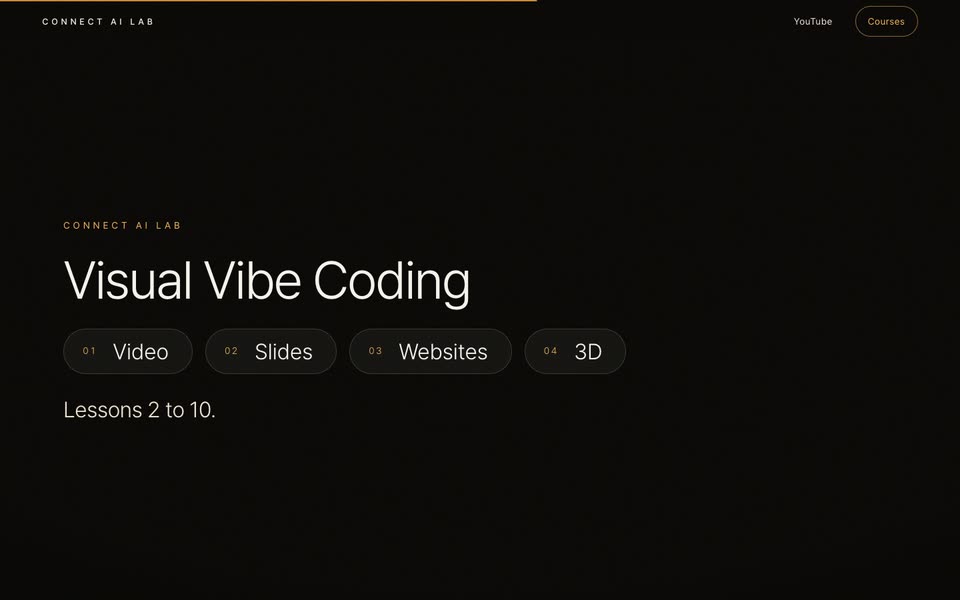 CONNECT AI LAB
YouTube
Courses
CONNECT AI LAB
Visual Vibe Coding
01 Video
02 Slides
03 Websites
04 3D
Lessons 2 to 10.